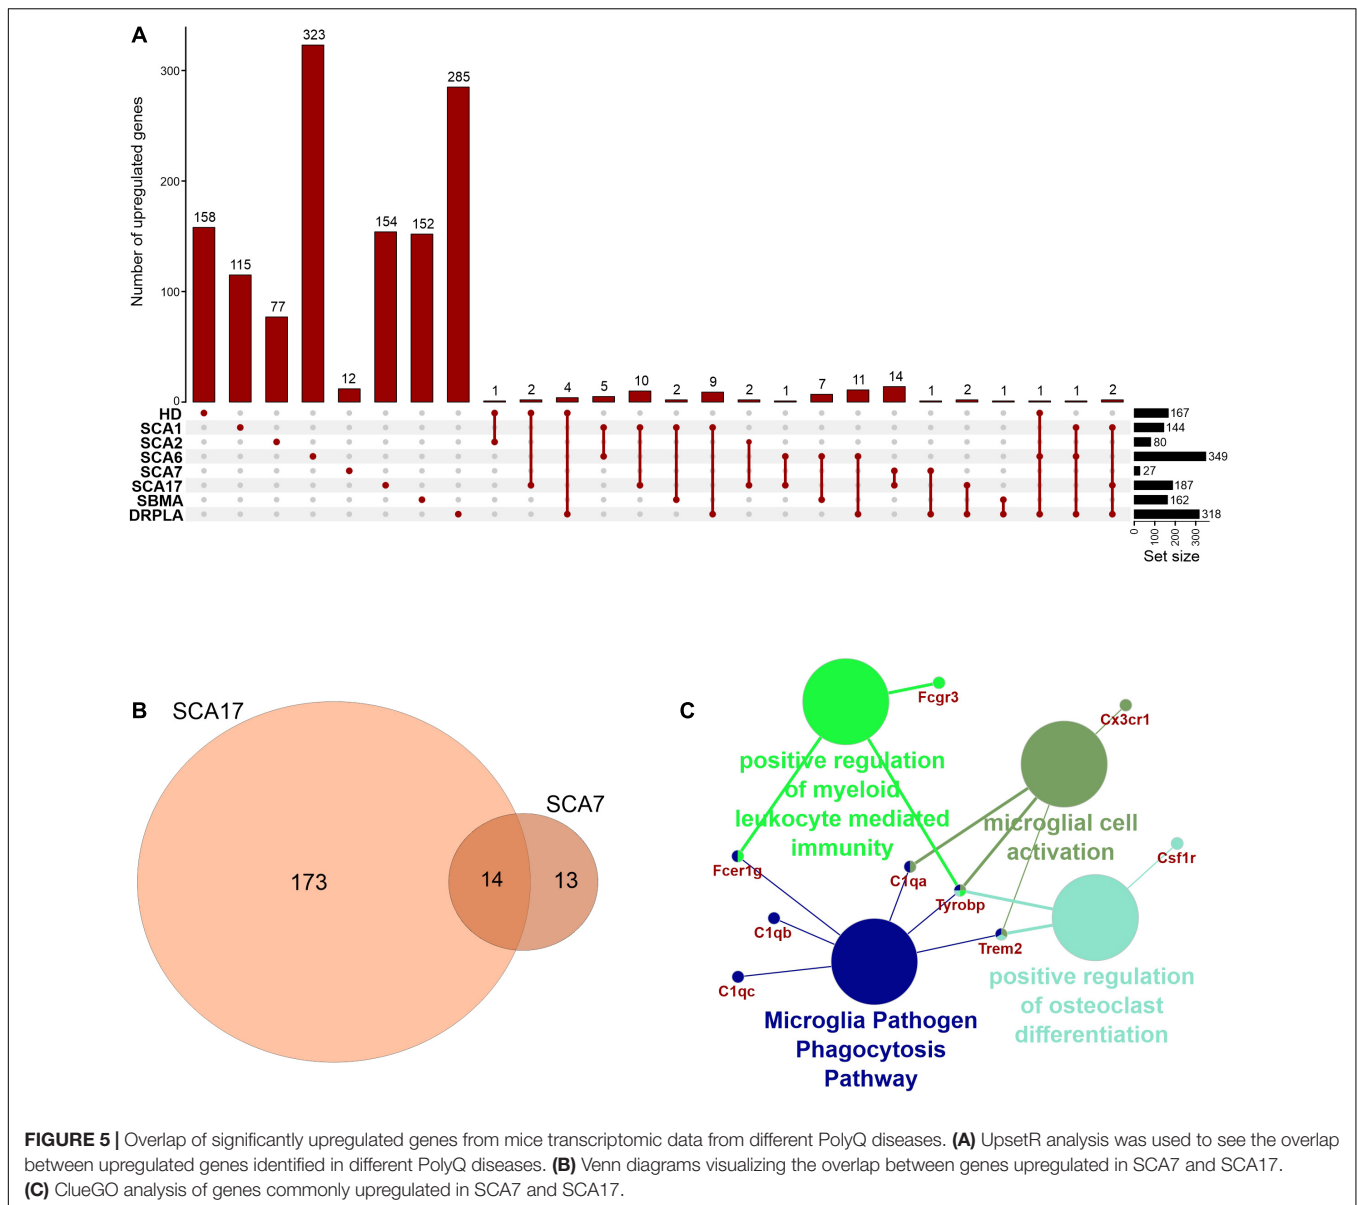 A
Number of upregulated genes
300
200
100
0
158
115
77
323
12
154
152
285
1
2
4
5
10
2
9
2
1
7
11
14
1
2
1
1
1
2
HD
SCA1
SCA2
SCA6
SCA7
SCA17
SBMA
DRPLA
167
144
80
349
27
187
162
318
0
100
200
300
Set size
B
SCA17
SCA7
173
14
13
C
Fcgr3
Cx3cr1
positive regulation
of myeloid
leukocyte mediated
immunity
microglial cell
activation
Csf1r
Fcer1g
C1qa
Tyrobp
C1qb
Trem2
C1qc
positive regulation
of osteoclast
differentiation
Microglia Pathogen
Phagocytosis
Pathway
FIGURE 5 | Overlap of significantly upregulated genes from mice transcriptomic data from different PolyQ diseases. (A) UpsetR analysis was used to see the overlap
between upregulated genes identified in different PolyQ diseases. (B) Venn diagrams visualizing the overlap between genes upregulated in SCA7 and SCA17.
(C) ClueGO analysis of genes commonly upregulated in SCA7 and SCA17.